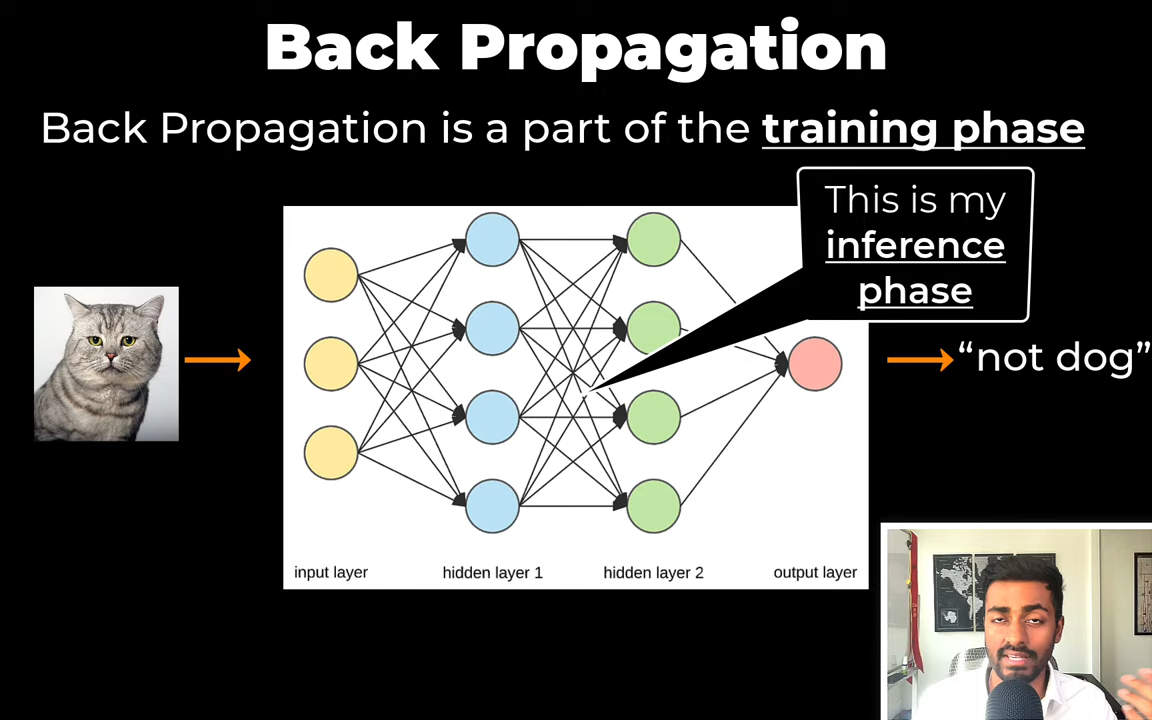 Back Propagation
Back Propagation is a part of the training phase
This is my
inference
phase
“not dog”
input layer
hidden layer 1
hidden layer 2
output layer